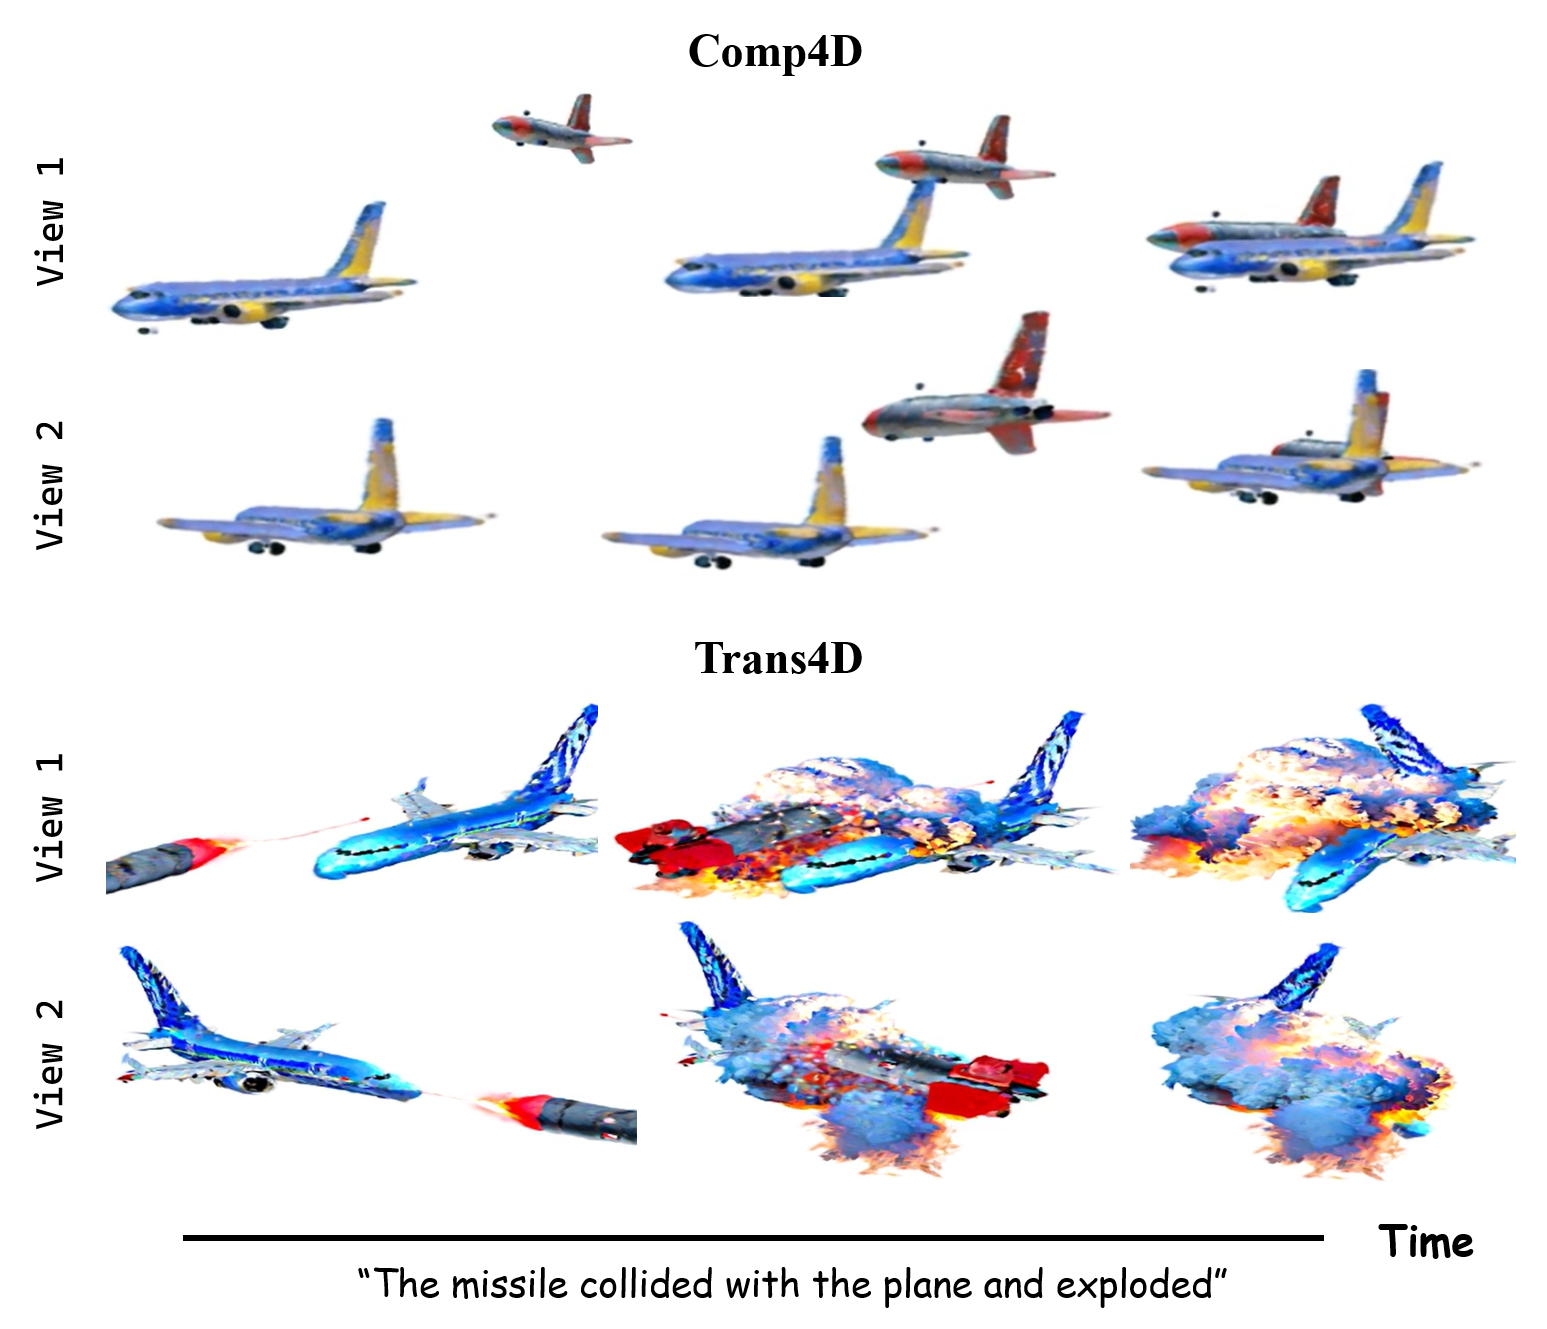 Comp4D
View 1
View 2
Trans4D
View 1
View 2
Time
“The missile collided with the plane and exploded”